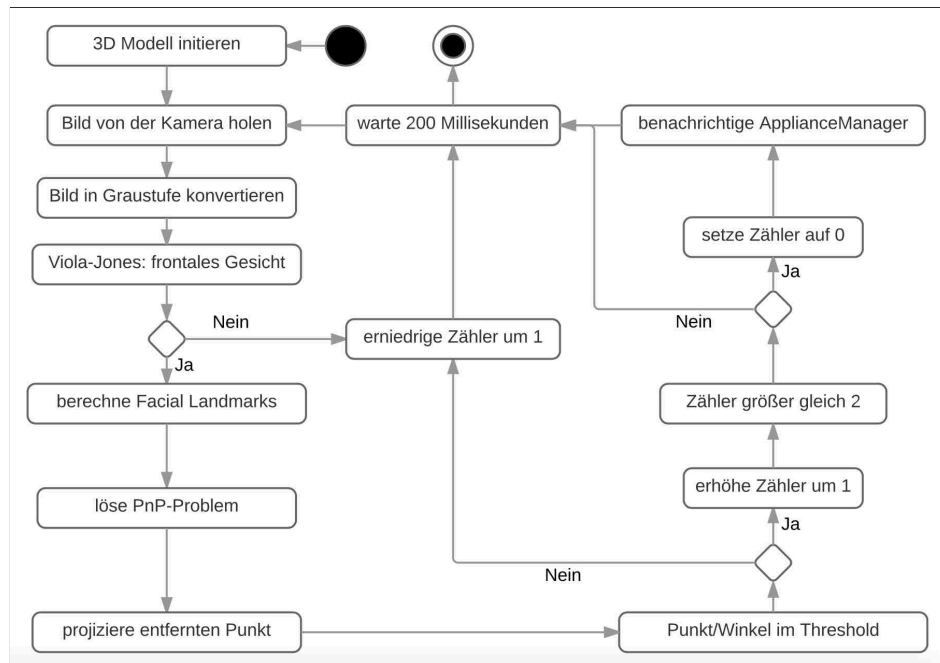 3D Modell initieren
Bild von der Kamera holen
warte 200 Millisekunden
benachrichtige ApplianceManager
Bild in Graustufe konvertieren
setze Zähler auf 0
Viola-Jones: frontales Gesicht
Ja
Nein
Nein
erniedrige Zähler um 1
Ja
berechne Facial Landmarks
Zähler größer gleich 2
erhöhe Zähler um 1
löse PnP-Problem
Ja
Nein
projiziere entfernten Punkt
Punkt/Winkel im Threshold